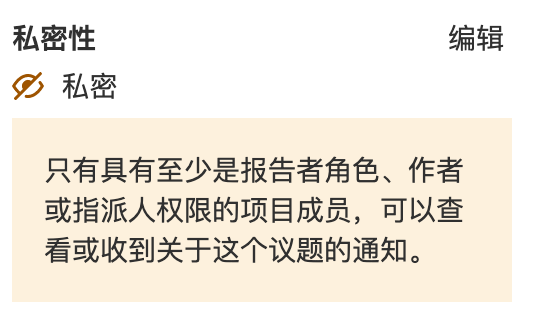 私密性
编辑
私密
只有具有至少是报告者角色、作者
或指派人权限的项目成员，可以查
看或收到关于这个议题的通知。